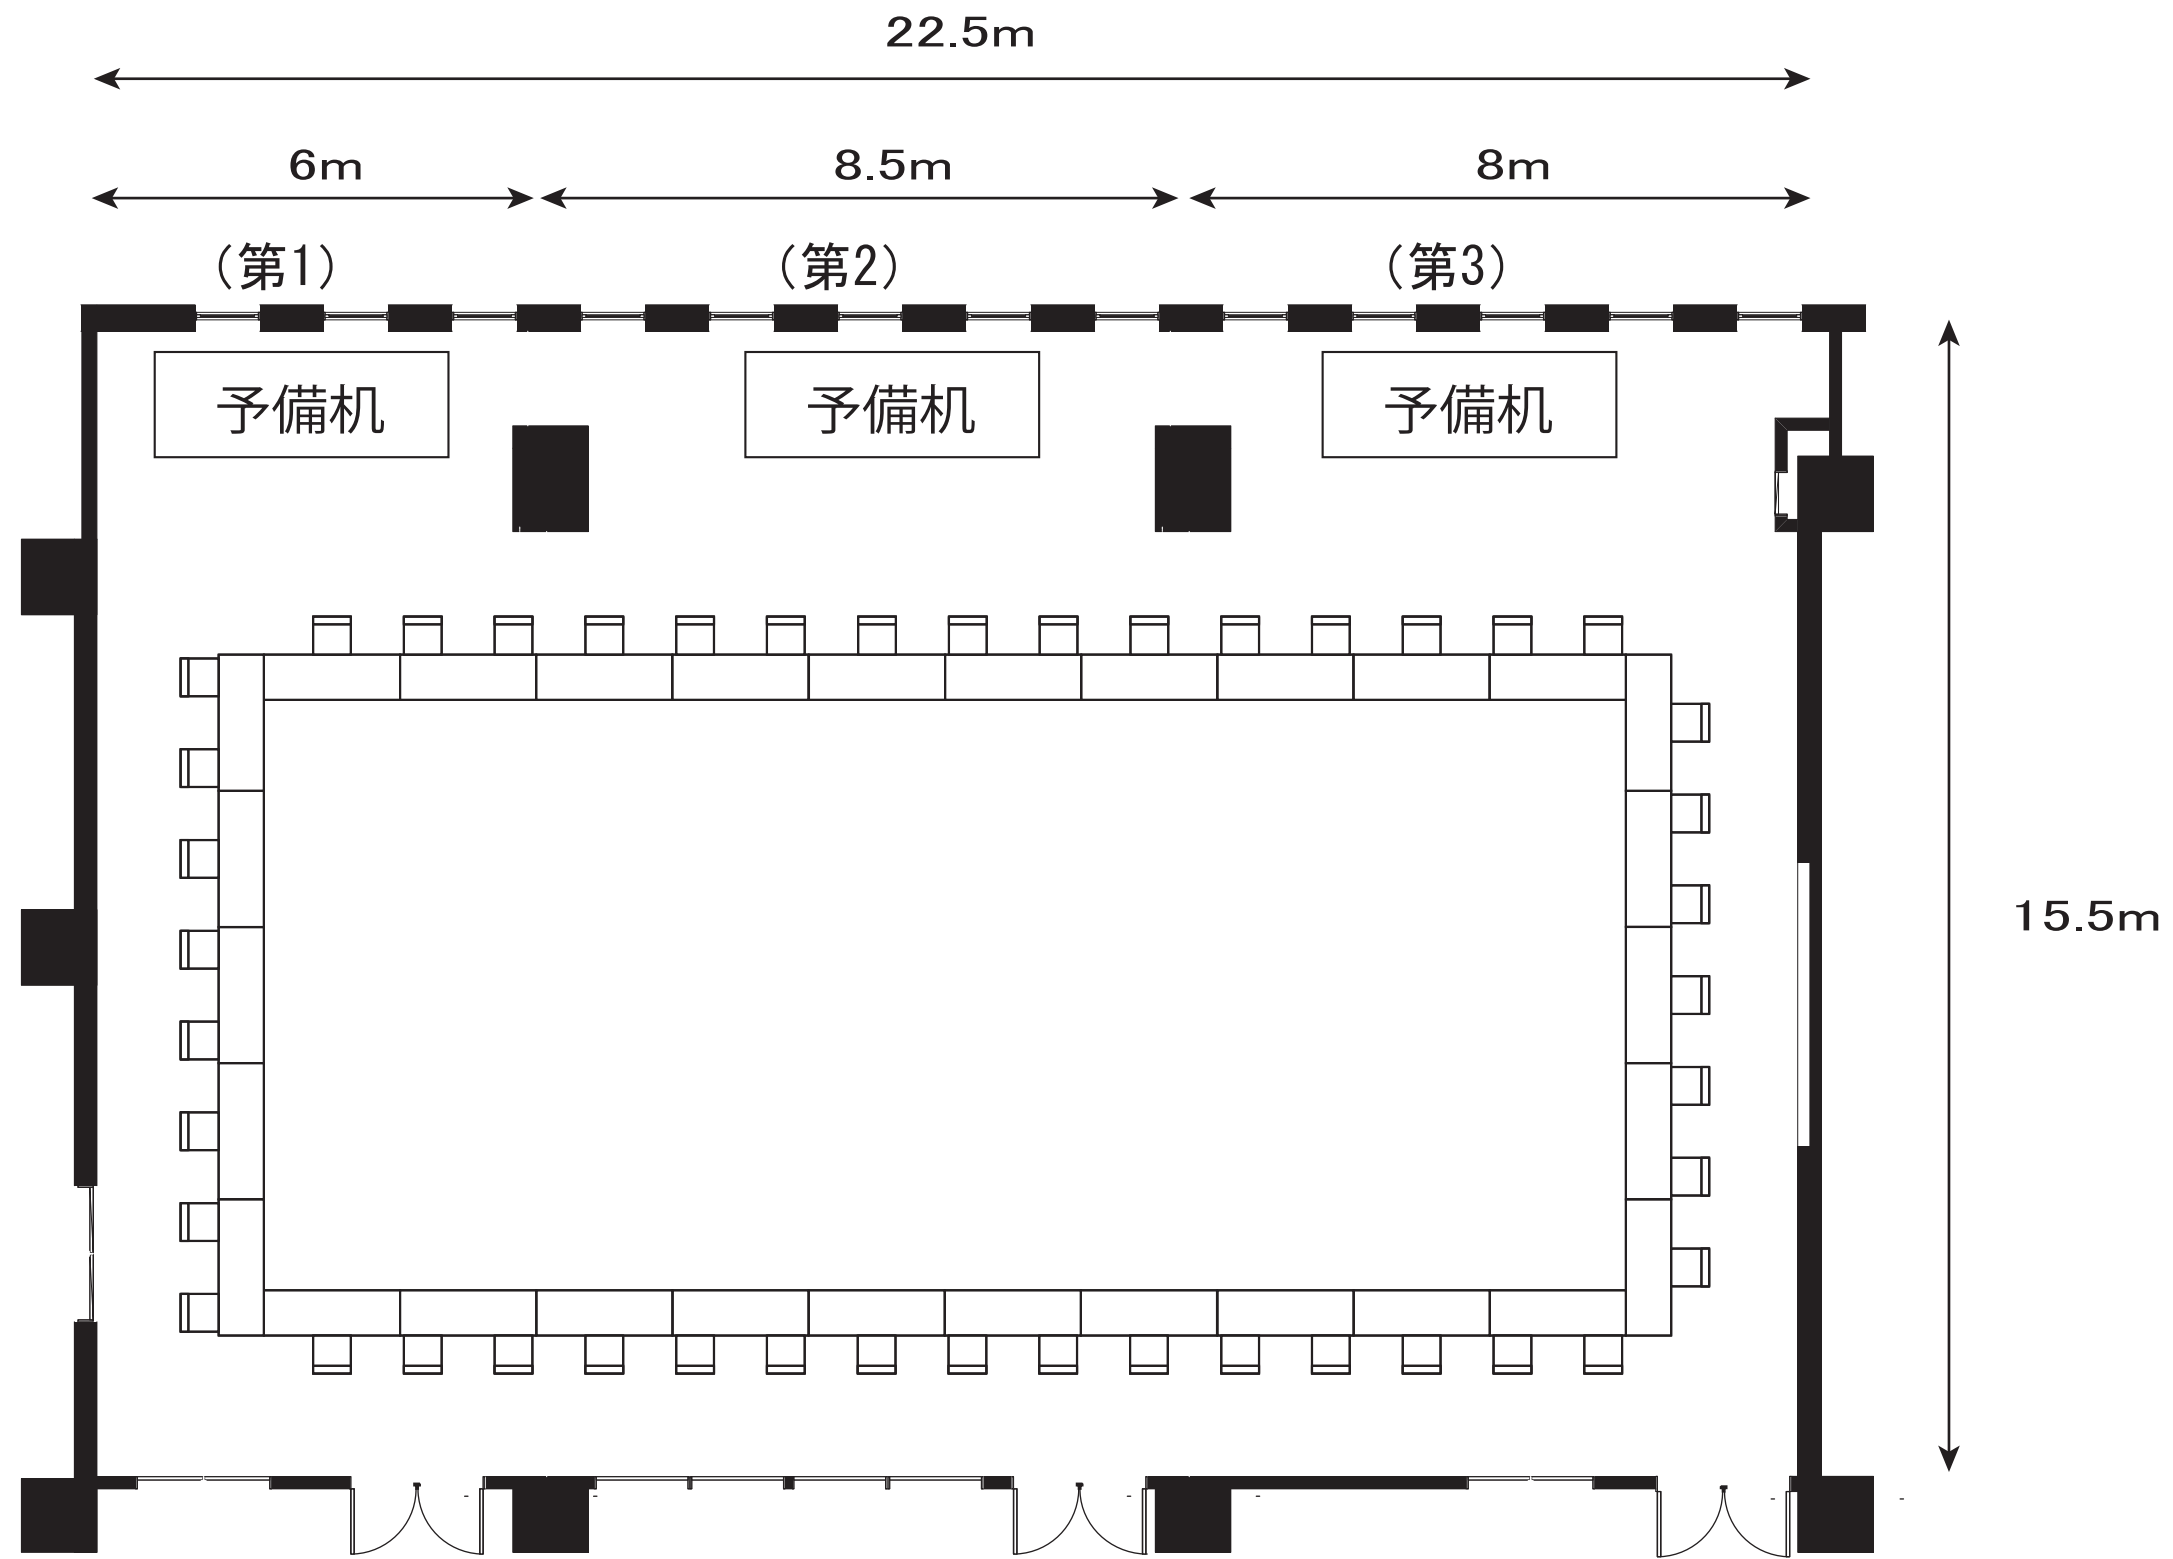 22.5m
6m 8.5m 8m
(第1) (第2) (第3)
予備机 予備机 予備机
15.5m